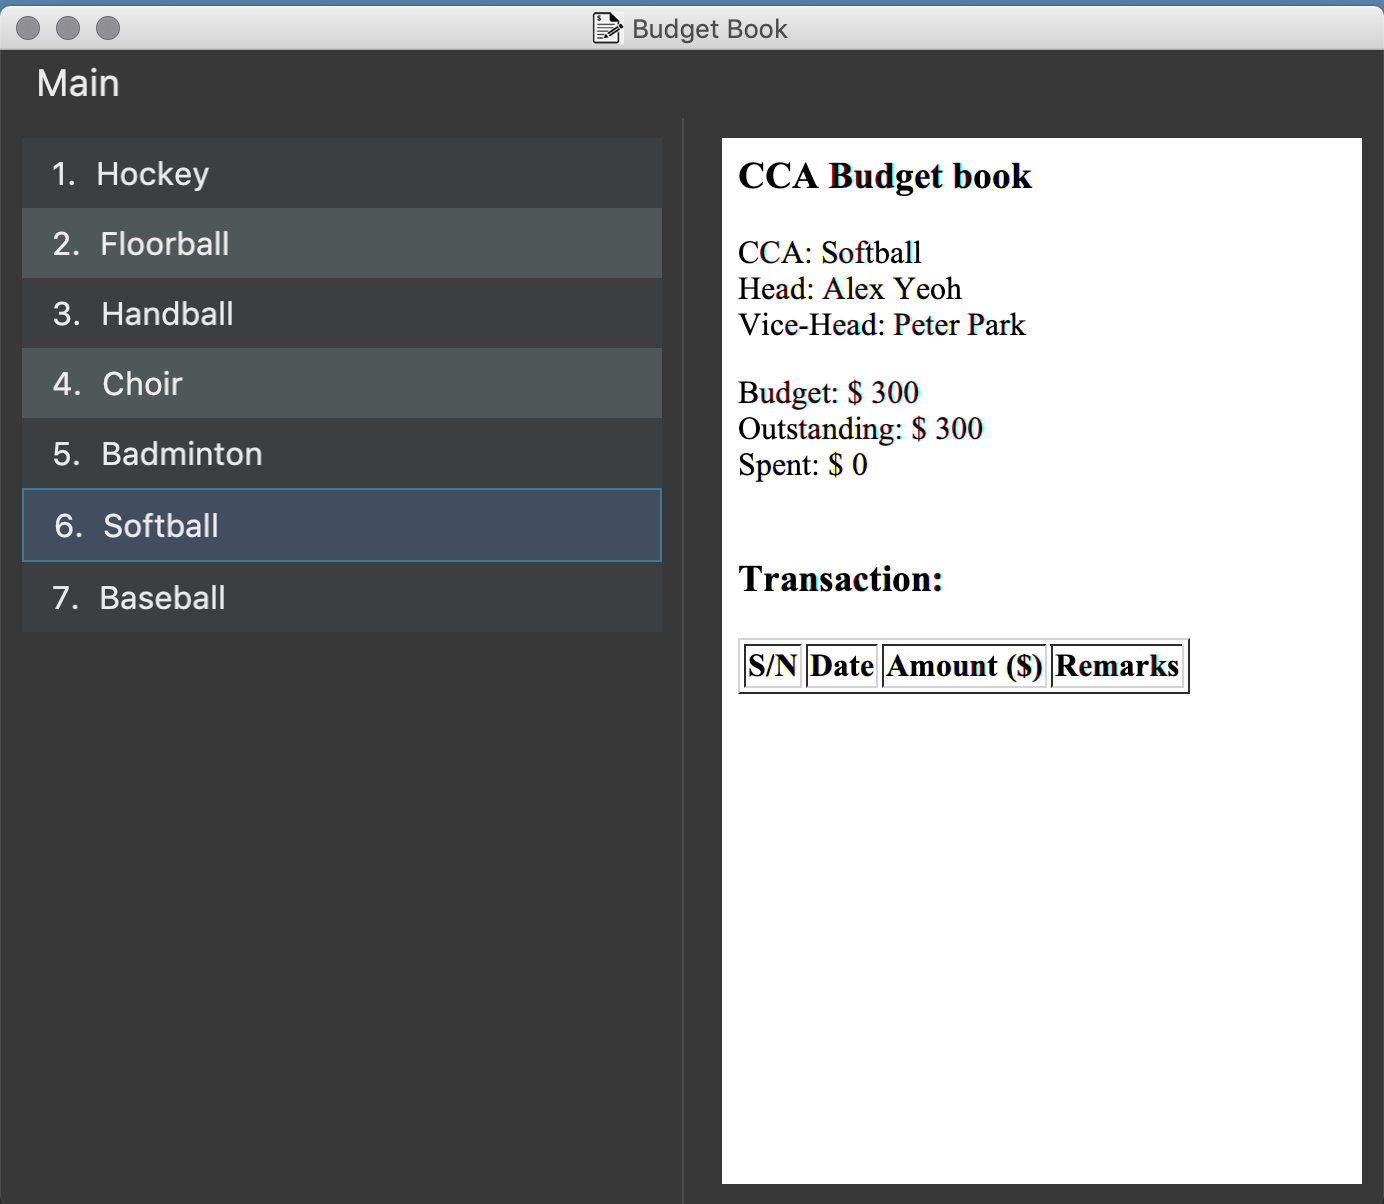 Budget Book
Main
1. Hockey
2. Floorball
3. Handball
4. Choir
5. Badminton
6. Softball
7. Baseball
CCA Budget book
CCA: Softball
Head: Alex Yeoh
Vice-Head: Peter Park
Budget: $ 300
Outstanding: $ 300
Spent: $ 0
Transaction:
S/N Date Amount ($) Remarks